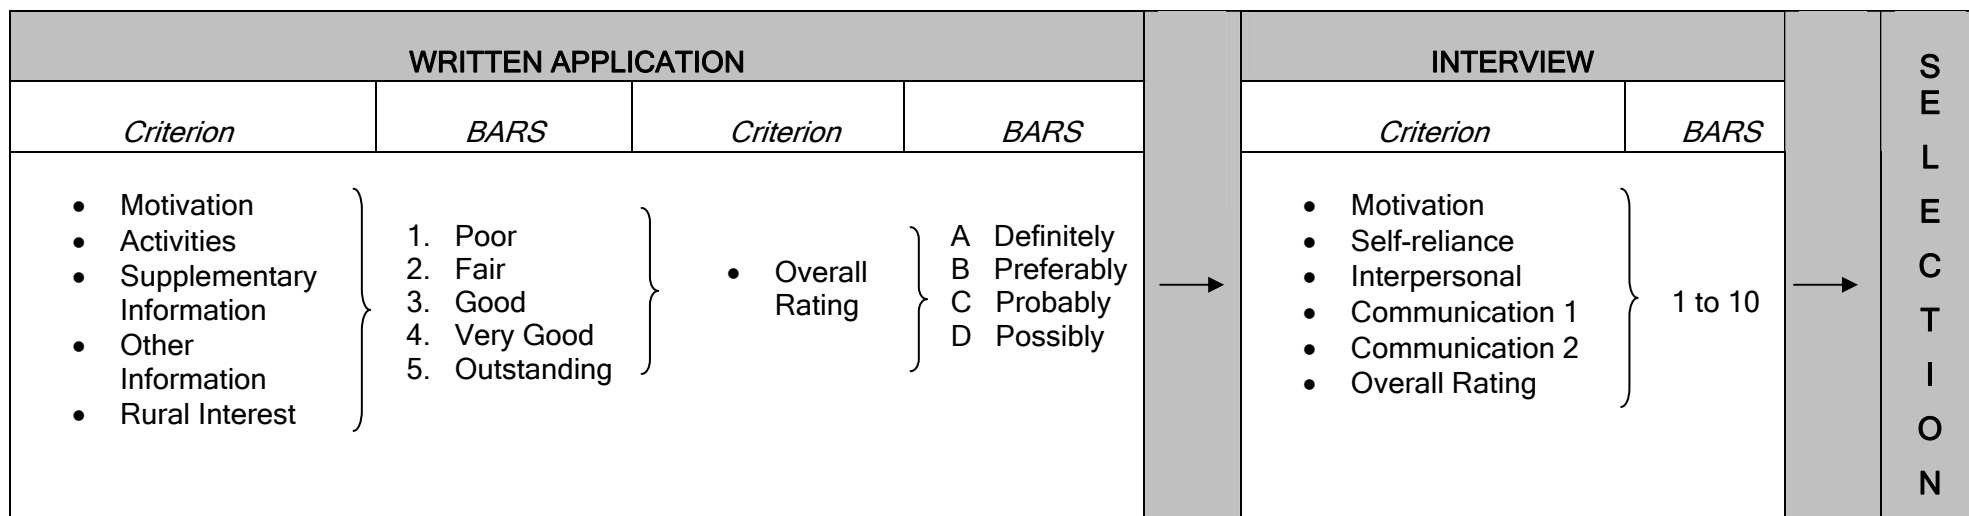 WRITTEN APPLICATION
INTERVIEW
Criterion
BARS
Criterion
BARS
Criterion
BARS
• Motivation
• Activities
• Supplementary
Information
• Other
Information
• Rural Interest
1. Poor
2. Fair
3. Good
4. Very Good
5. Outstanding
• Overall
Rating
A Definitely
B Preferably
C Probably
D Possibly
• Motivation
• Self-reliance
• Interpersonal
• Communication 1
• Communication 2
• Overall Rating
1 to 10
S
E
L
E
C
T
I
O
N